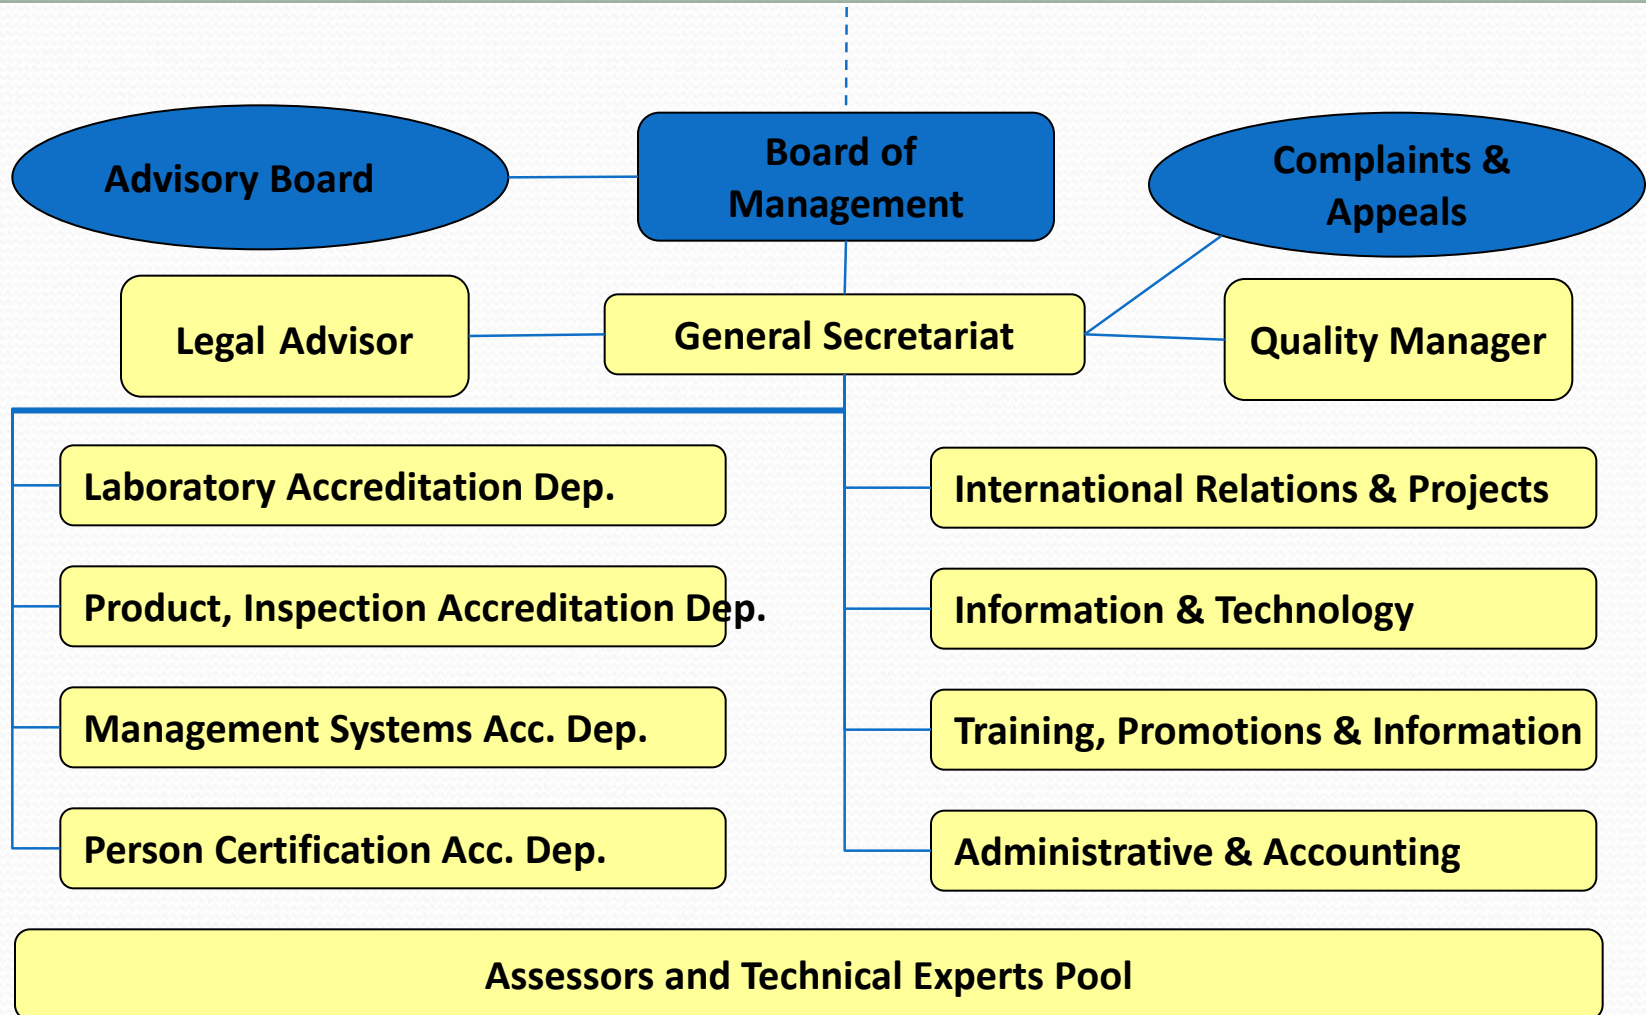 Advisory Board
Board of
Management
Complaints &
Appeals
Legal Advisor
General Secretariat
Quality Manager
Laboratory Accreditation Dep.
Product, Inspection Accreditation Dep.
Management Systems Acc. Dep.
Person Certification Acc. Dep.
International Relations & Projects
Information & Technology
Training, Promotions & Information
Administrative & Accounting
Assessors and Technical Experts Pool